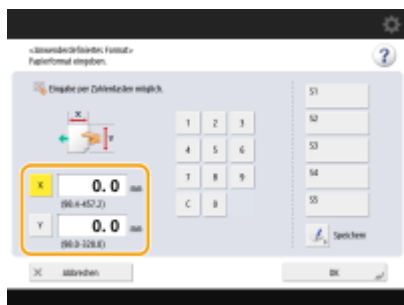 <Anwenderdefiniertes Format>
Papierformat eingeben.
?
Eingabe per Zahlentasten möglich.
X
Y
1 2 3
4 5 6
7 8 9
C 0
X 0. 0 mm
(98.4-457.2)
Y 0. 0 mm
(98.0-320.0)
S1
S2
S3
S4
S5
Speichern
Abbrechen
OK